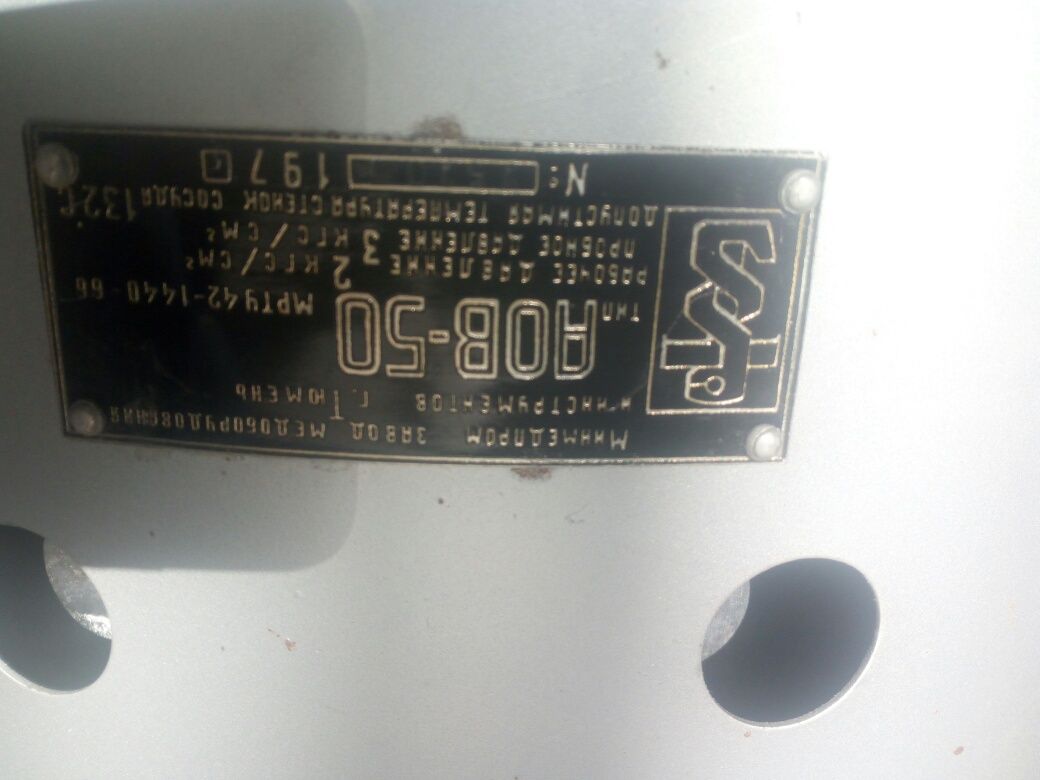 Минмедпром завод медоборудования
и инструментов г. Тюмень
тип АОВ-50 МРТУ42-1440-66
РАБОЧЕЕ ДАВЛЕНИЕ 2 КГС/СМ²
ПРОБНОЕ ДАВЛЕНИЕ 3 КГС/СМ²
ДОПУСТИМАЯ ТЕМПЕРАТУРА СТЕНОК СОСУДА 132°
№: 197